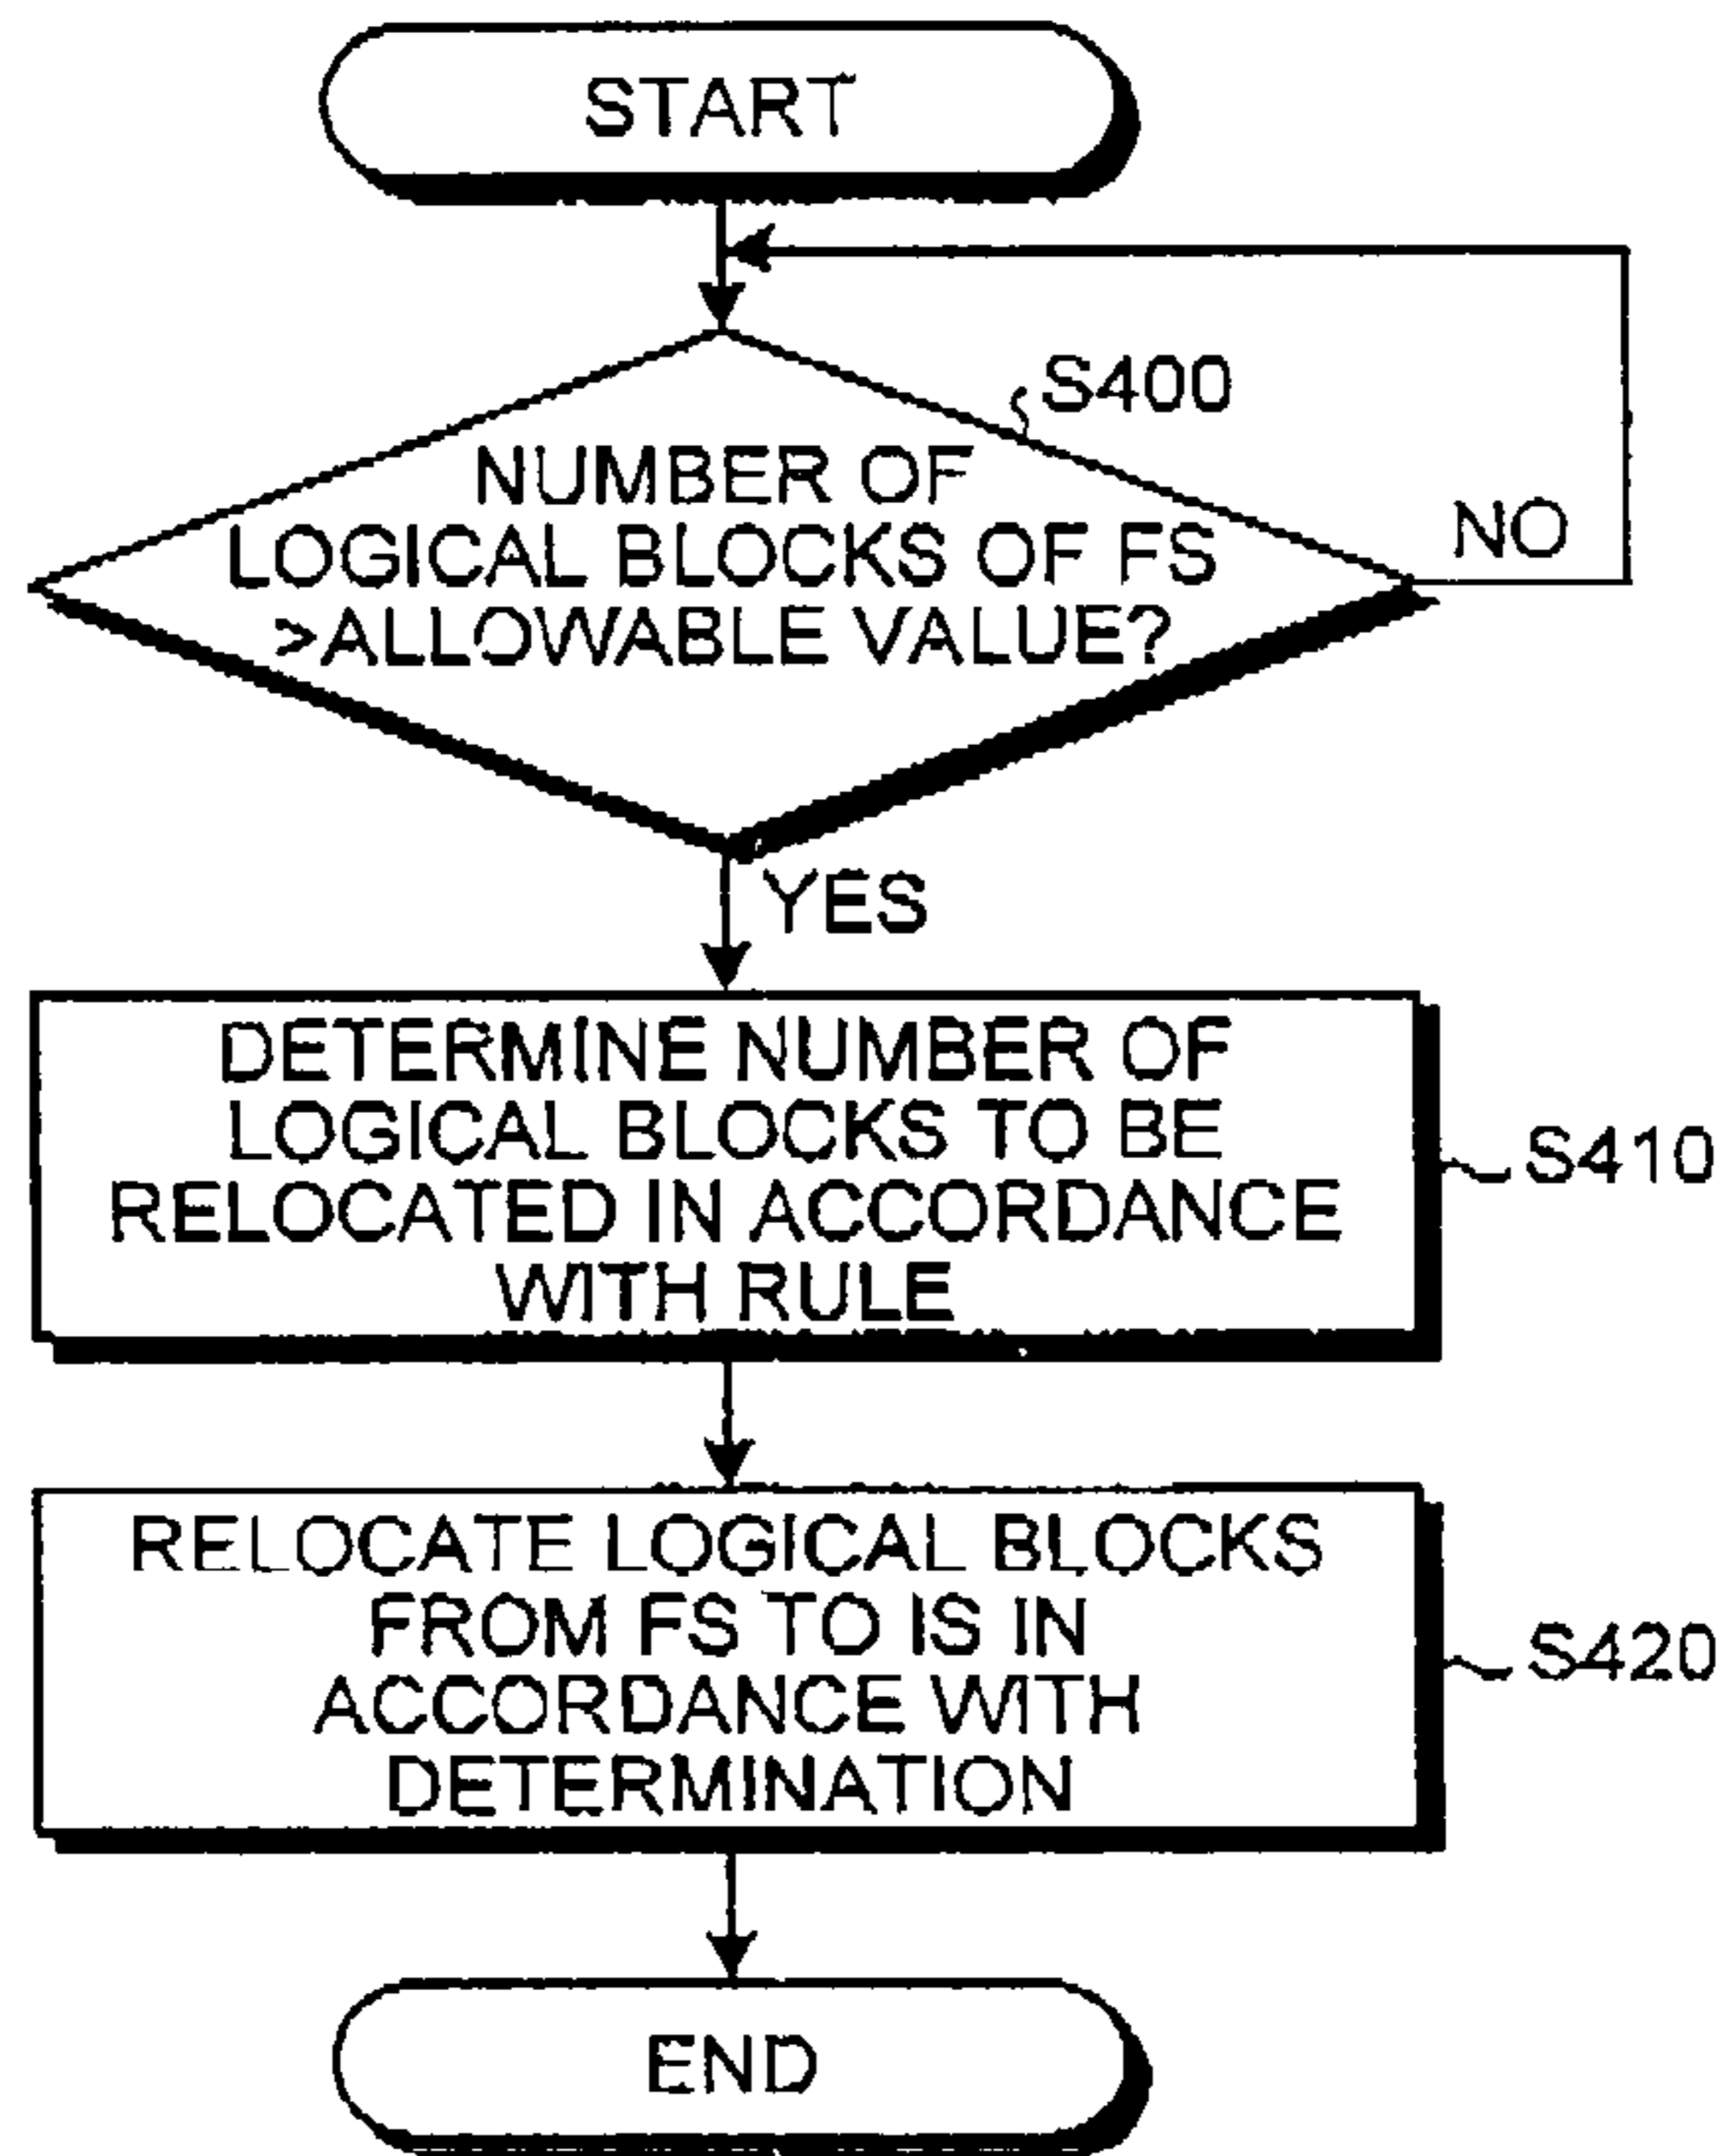 START
S400
NUMBER OF
LOGICAL BLOCKS OF FS
>ALLOWABLE VALUE?
NO
YES
DETERMINE NUMBER OF
LOGICAL BLOCKS TO BE
RELOCATED IN ACCORDANCE
WITH RULE
S410
RELOCATE LOGICAL BLOCKS
FROM FS TO IS IN
ACCORDANCE WITH
DETERMINATION
S420
END